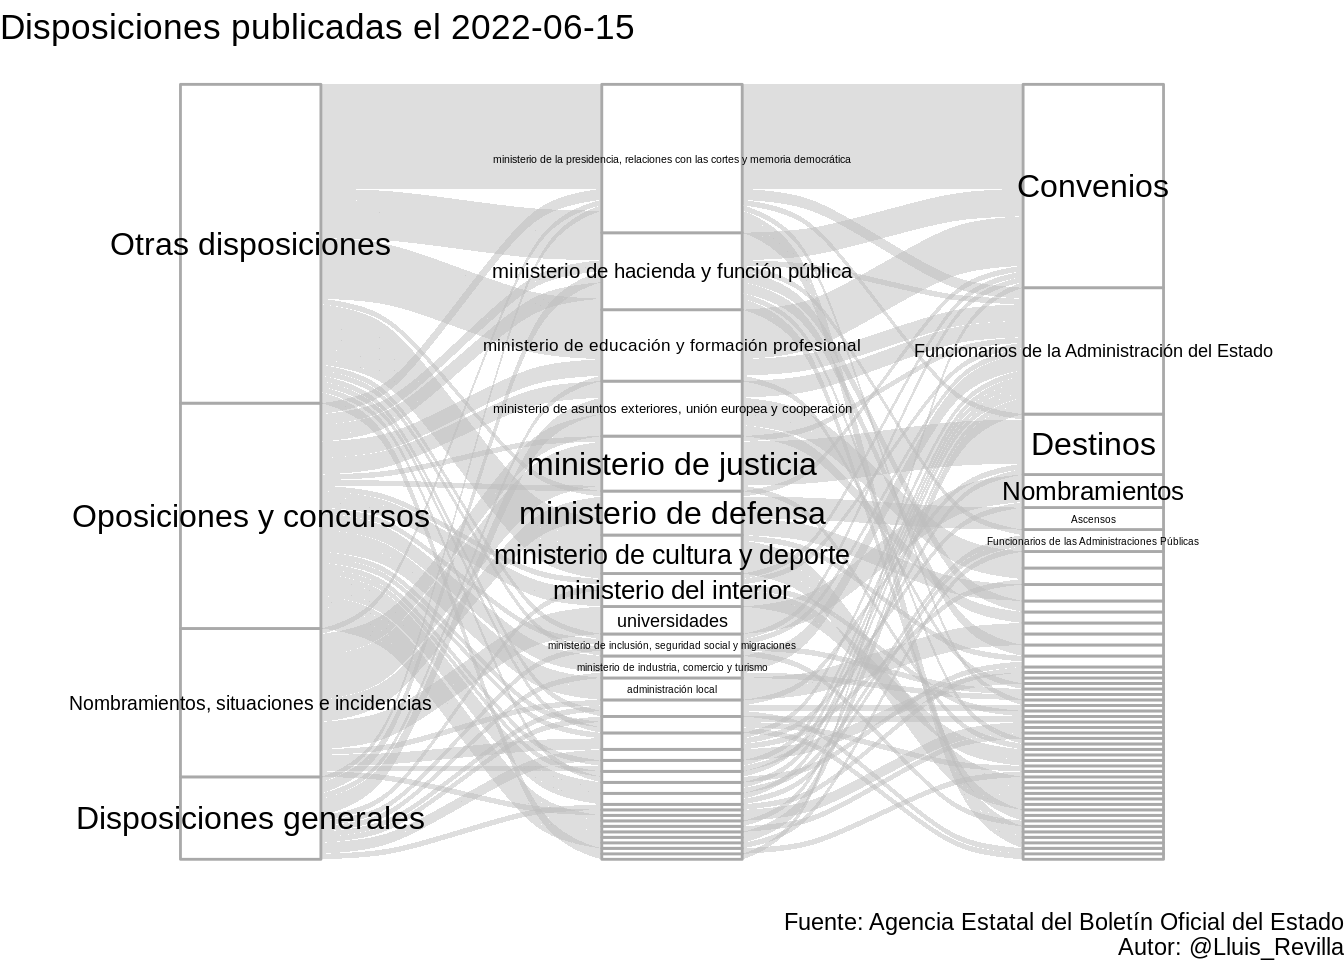 Disposiciones publicadas el 2022-06-15
Otras disposiciones
Oposiciones y concursos
Nombramientos, situaciones e incidencias
Disposiciones generales
ministerio de la presidencia, relaciones con las cortes y memoria democrática
ministerio de hacienda y función pública
ministerio de educación y formación profesional
ministerio de asuntos exteriores, unión europea y cooperación
ministerio de justicia
ministerio de defensa
ministerio de cultura y deporte
ministerio del interior
universidades
ministerio de inclusión, seguridad social y migraciones
ministerio de industria, comercio y turismo
administración local
Convenios
Funcionarios de la Administración del Estado
Destinos
Nombramientos
Ascensos
Funcionarios de las Administraciones Públicas
Fuente: Agencia Estatal del Boletín Oficial del Estado
Autor: @Lluis_Revilla